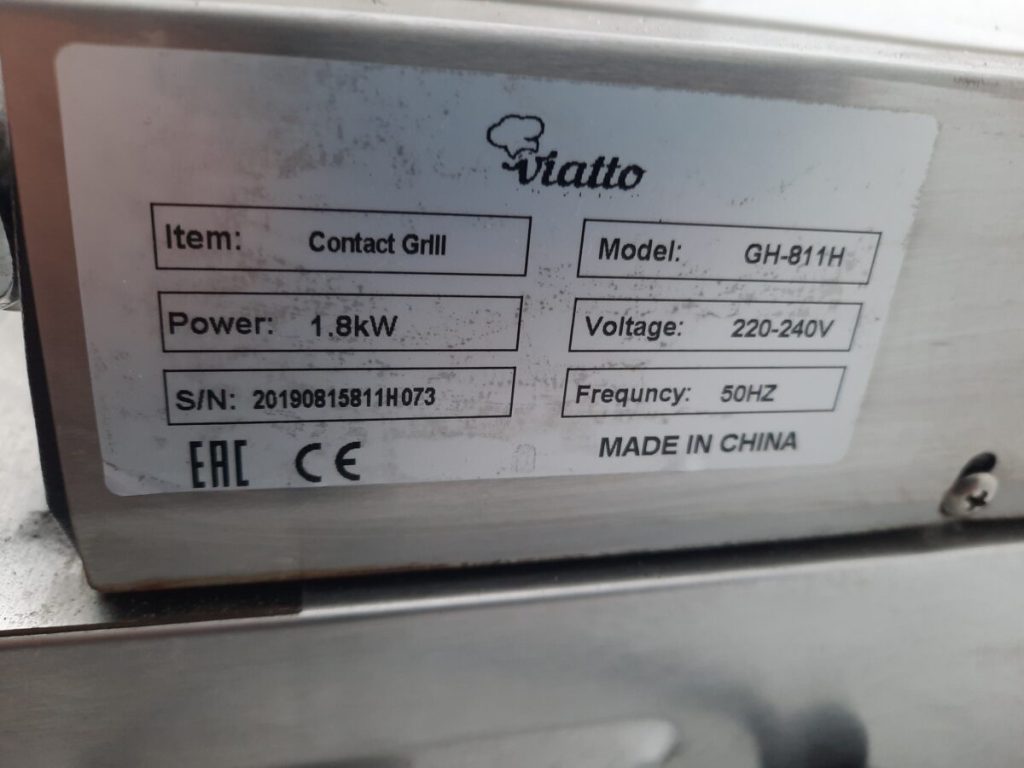 viatto
Item: Contact Grill
Model: GH-811H
Power: 1.8kW
Voltage: 220-240V
S/N: 20190815811H073
Frequncy: 50HZ
EAC CE
MADE IN CHINA